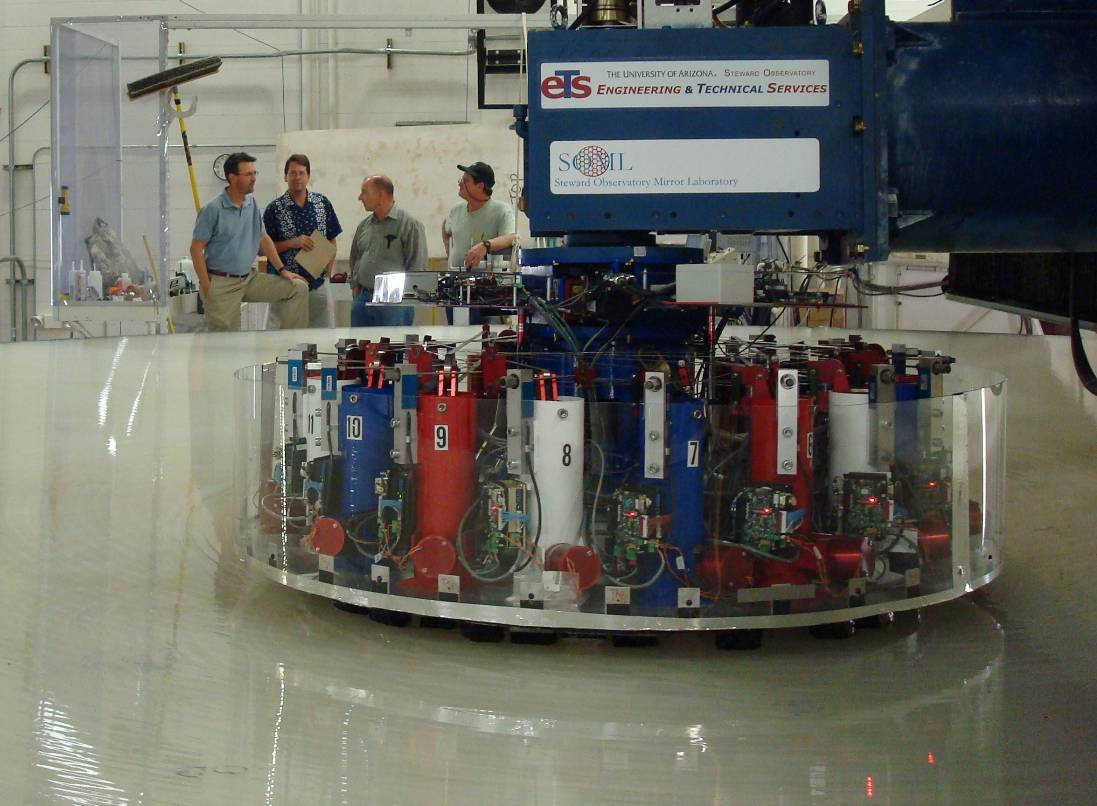 eTs
THE UNIVERSITY OF ARIZONA® STEWARD OBSERVATORY
ENGINEERING & TECHNICAL SERVICES
SOML
Steward Observatory Mirror Laboratory
11
10
9
8
7